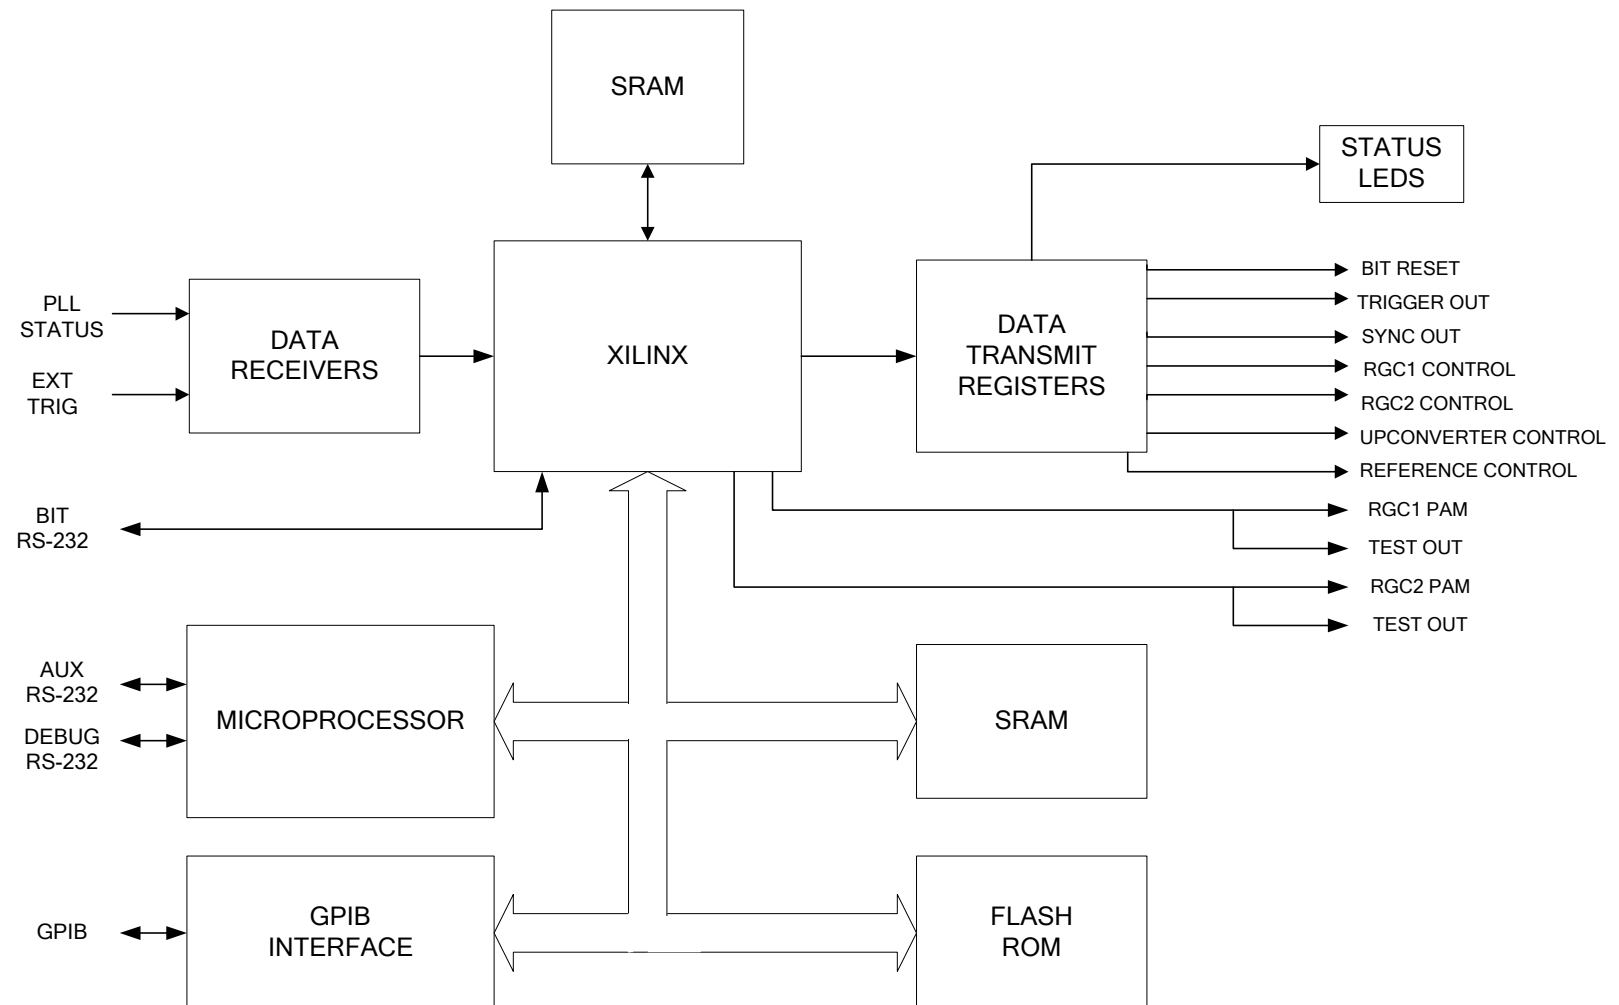 SRAM
STATUS
LEDS
PLL
STATUS
EXT
TRIG
DATA
RECEIVERS
XILINX
DATA
TRANSMIT
REGISTERS
BIT RESET
TRIGGER OUT
SYNC OUT
RGC1 CONTROL
RGC2 CONTROL
UPCONVERTER CONTROL
REFERENCE CONTROL
RGC1 PAM
TEST OUT
RGC2 PAM
TEST OUT
BIT
RS-232
AUX
RS-232
DEBUG
RS-232
MICROPROCESSOR
SRAM
GPIB
GPIB
INTERFACE
FLASH
ROM